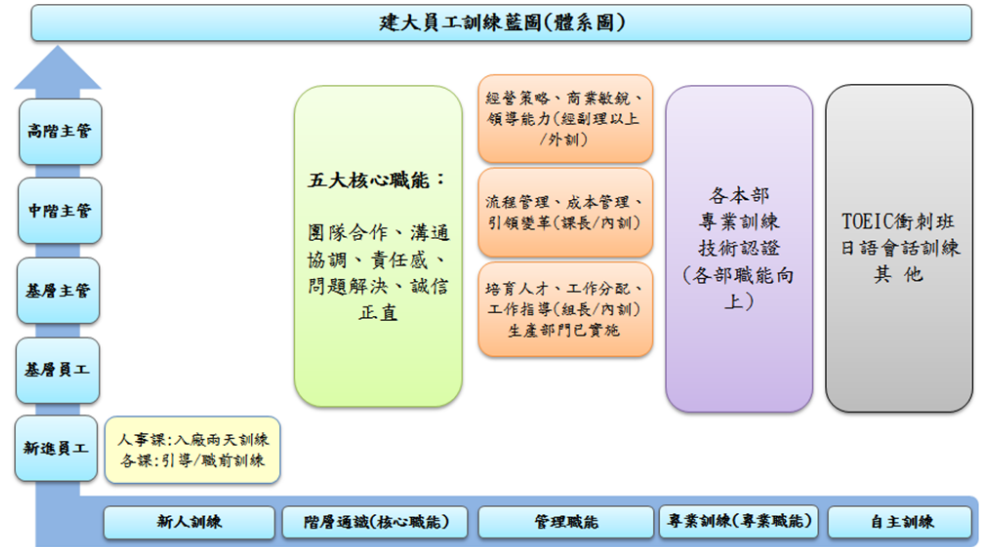 建大員工訓練藍圖(體系圖)
高階主管
中階主管
基層主管
基層員工
新進員工
人事課:入廠兩天訓練
各課:引導/職前訓練
五大核心職能：
團隊合作、溝通
協調、責任感、
問題解決、誠信
正直
經營策略、商業敏銳、
領導能力(經副理以上
/外訓)
流程管理、成本管理、
引領變革(課長/內訓)
培育人才、工作分配、
工作指導(組長/內訓)
生產部門已實施
各本部
專業訓練
技術認證
(各部職能向
上)
TOEIC衝刺班
日語會話訓練
其 他
新人訓練
階層通識(核心職能)
管理職能
專業訓練(專業職能)
自主訓練